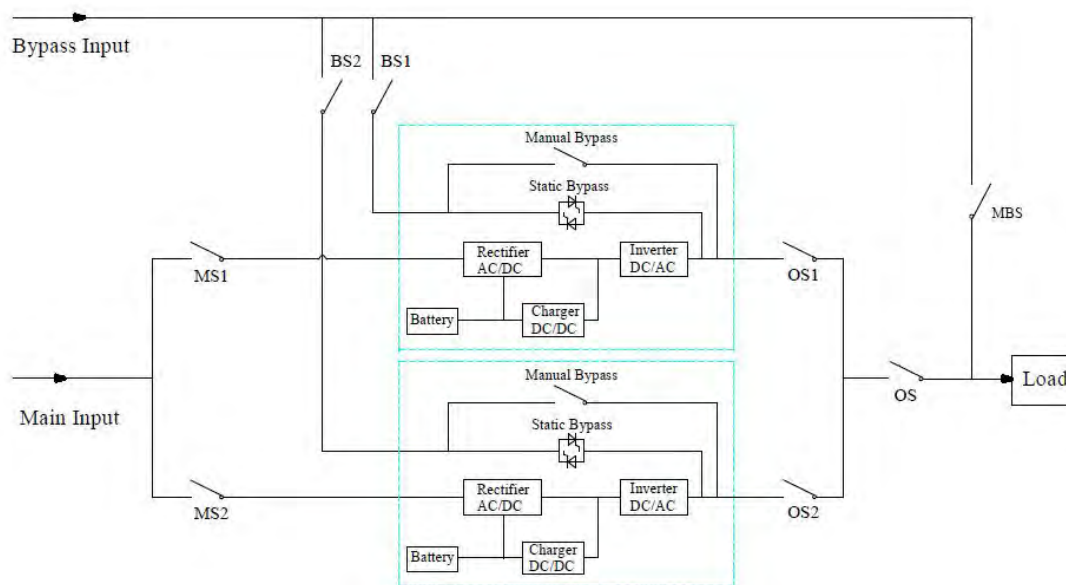 Bypass Input
BS2
BS1
Manual Bypass
Static Bypass
MBS
MS1
Rectifier
AC/DC
Inverter
DC/AC
OS1
Battery
Charger
DC/DC
Main Input
Manual Bypass
OS
Load
Static Bypass
MS2
Rectifier
AC/DC
Inverter
DC/AC
OS2
Battery
Charger
DC/DC